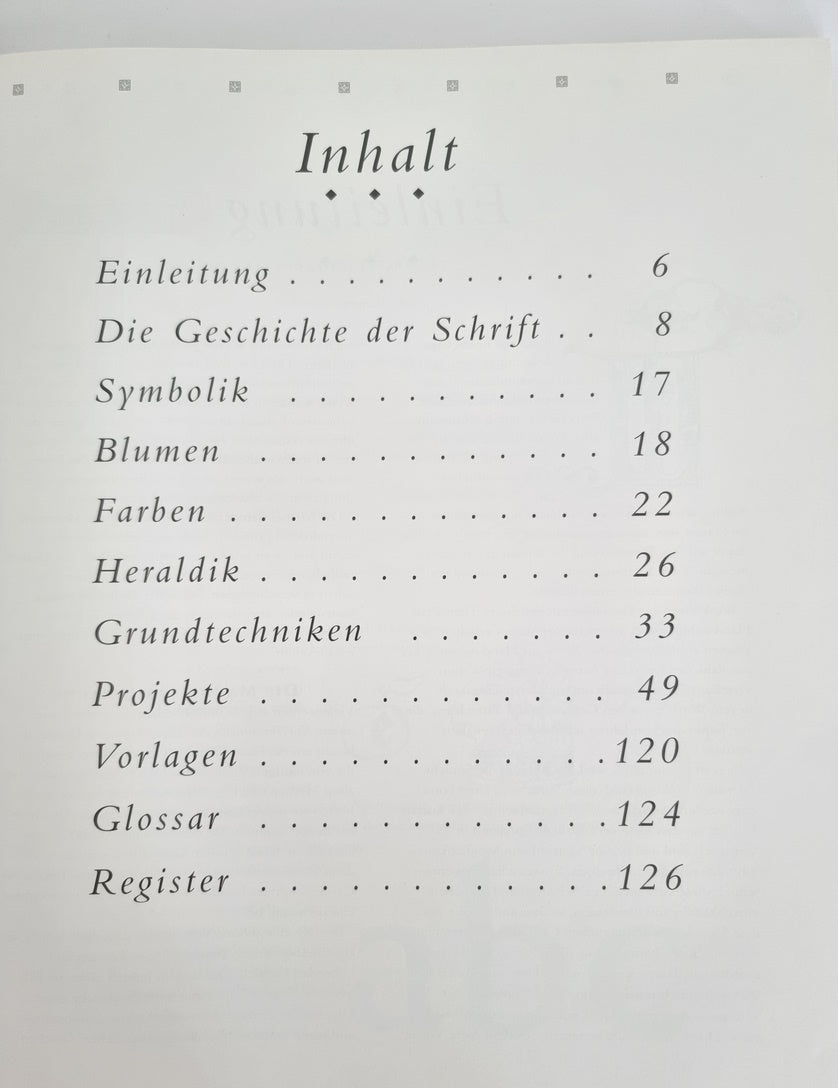 Inhalt
Einleitung . . . . . . . . . . . 6
Die Geschichte der Schrift . . 8
Symbolik . . . . . . . . . . . 17
Blumen . . . . . . . . . . . . 18
Farben . . . . . . . . . . . . . 22
Heraldik . . . . . . . . . . . . 26
Grundtechniken . . . . . . . 33
Projekte . . . . . . . . . . . . 49
Vorlagen . . . . . . . . . . . . 120
Glossar . . . . . . . . . . . . 124
Register . . . . . . . . . . . . 126